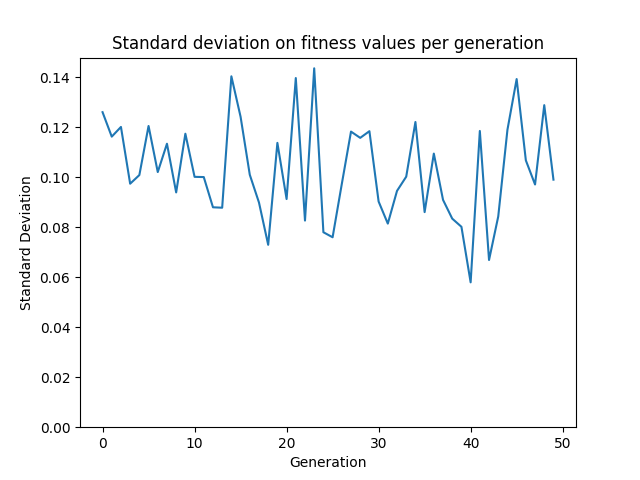 Standard deviation on fitness values per generation
0.14
0.12
0.10
0.08
0.06
0.04
0.02
0.00
Standard Deviation
0 10 20 30 40 50
Generation